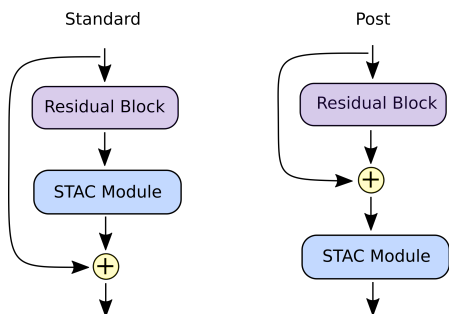 Standard
Residual Block
STAC Module
+
Post
Residual Block
+
STAC Module